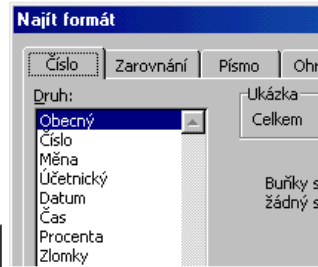 Najít formát
Číslo Zarovnání Písmo
Druh:
Obecný
Číslo
Měna
Účetnický
Datum
Čas
Procenta
Zlomky
Ukázka
Celkem
Buňky
žádný